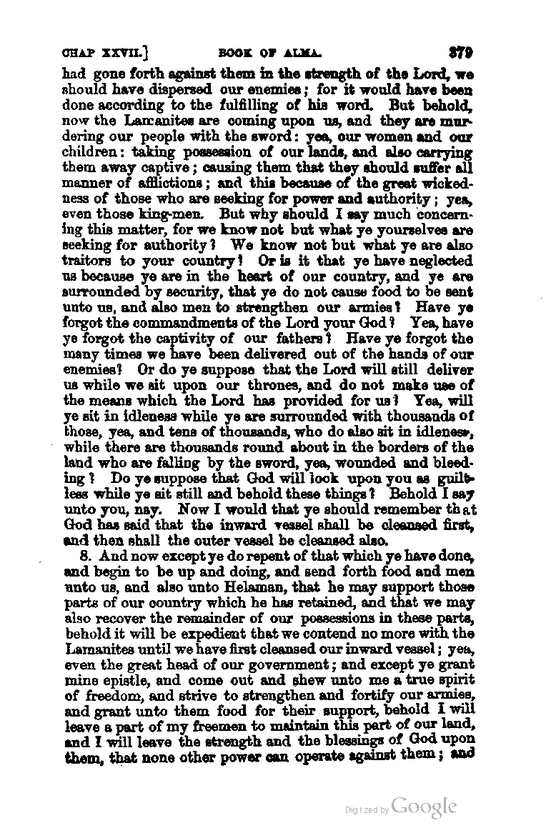 CHAP XXVII.] BOOK OF ALMA. 379
had gone forth against them in the strength of the Lord, we
should have dispersed our enemies; for it would have been
done according to the fulfilling of his word. But behold,
now the Lamanites are coming upon us, and they are mur-
dering our people with the sword: yea, our women and our
children: taking possession of our lands, and also carrying
them away captive; causing them that they should suffer all
manner of afflictions; and this because of the great wicked-
ness of those who are seeking for power and authority; yea,
even those king-men. But why should I say much concern-
ing this matter, for we know not but what ye yourselves are
seeking for authority? We know not but what ye are also
traitors to your country? Or is it that ye have neglected
us because ye are in the heart of our country, and ye are
surrounded by security, that ye do not cause food to be sent
unto us, and also men to strengthen our armies? Have ye
forgot the commandments of the Lord your God? Yea, have
ye forgot the captivity of our fathers? Have ye forgot the
many times we have been delivered out of the hands of our
enemies? Or do ye suppose that the Lord will still deliver
us while we sit upon our thrones, and do not make use of
the means which the Lord has provided for us? Yea, will
ye sit in idleness while ye are surrounded with thousands of
those, yea, and tens of thousands, who do also sit in idleness,
while there are thousands round about in the borders of the
land who are falling by the sword, yea, wounded and bleed-
ing? Do ye suppose that God will look upon you as guilt-
less while ye sit still and behold these things? Behold I say
unto you, nay. Now I would that ye should remember that
God has said that the inward vessel shall be cleansed first,
and then shall the outer vessel be cleansed also.
8. And now except ye do repent of that which ye have done,
and begin to be up and doing, and send forth food and men
unto us, and also unto Helaman, that he may support those
parts of our country which he has retained, and that we may
also recover the remainder of our possessions in these parts,
behold it will be expedient that we contend no more with the
Lamanites until we have first cleansed our inward vessel; yea,
even the great head of our government; and except ye grant
mine epistle, and come out and shew unto me a true spirit
of freedom, and strive to strengthen and fortify our armies,
and grant unto them food for their support, behold I will
leave a part of my freemen to maintain this part of our land,
and I will leave the strength and the blessings of God upon
them, that none other power can operate against them; and
Digitized by Google